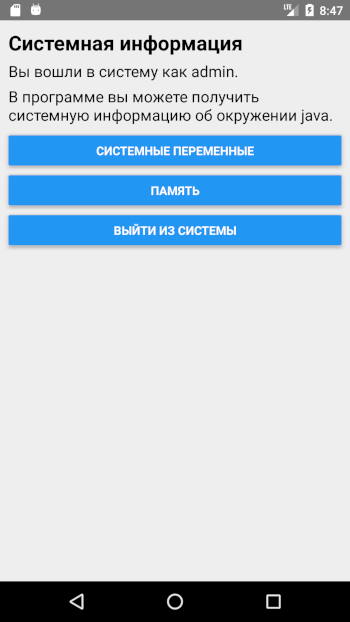 LTE 8:47
Системная информация
Вы вошли в систему как admin.
В программе вы можете получить
системную информацию об окружении java.
СИСТЕМНЫЕ ПЕРЕМЕННЫЕ
ПАМЯТЬ
ВЫЙТИ ИЗ СИСТЕМЫ